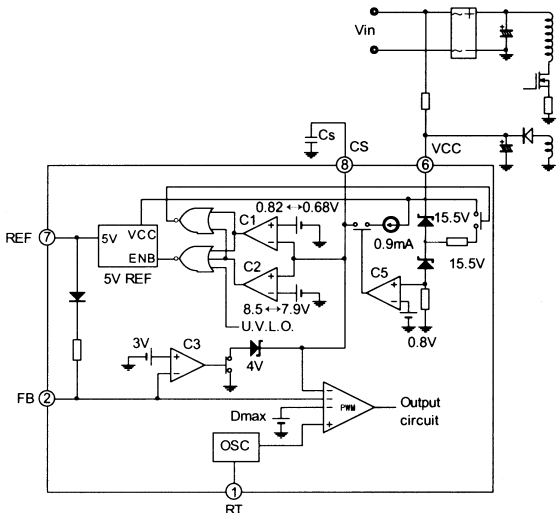 Vin
Cs
CS
VCC
8
6
REF
7
5V
VCC
ENB
5V REF
C1
0.82 ↔ 0.68V
C2
8.5 ↔ 7.9V
U.V.L.O.
0.9mA
15.5V
15.5V
C5
0.8V
3V
C3
4V
FB
2
Dmax
PWM
Output
circuit
OSC
1
RT
+
−
+
−
+
−
+
−
+
−
−
−
+
~
+
~
−